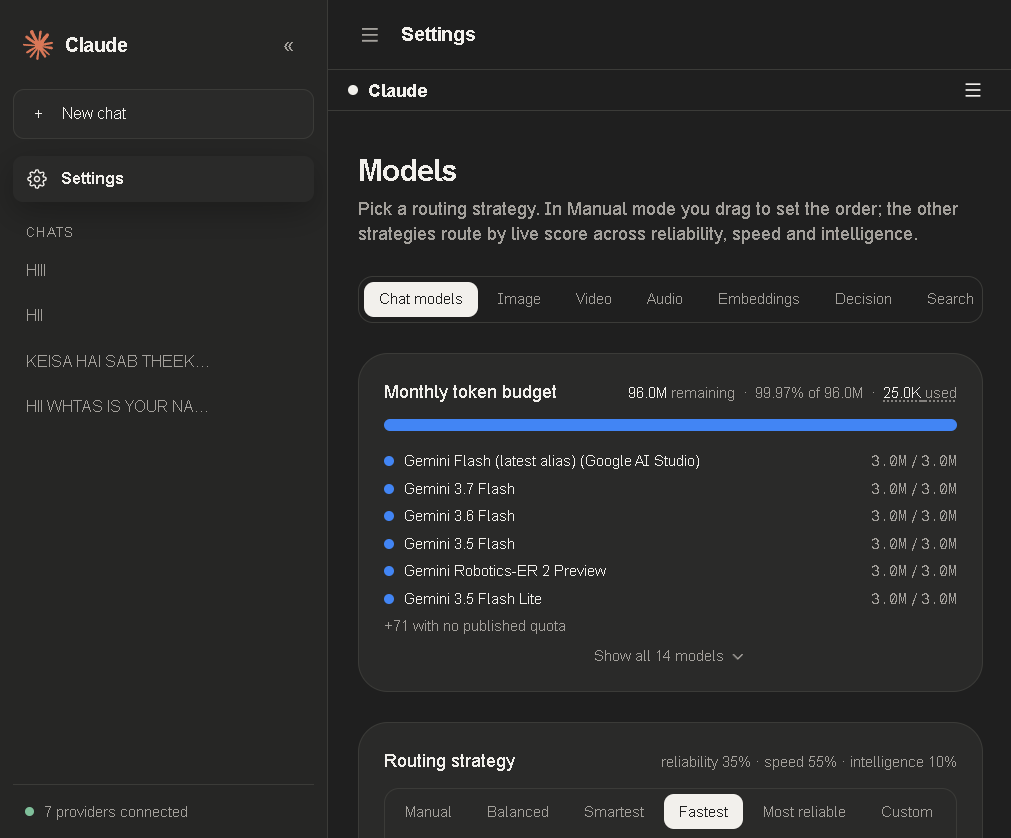 Claude
«
+ New chat
Settings
CHATS
HIII
HII
KEISA HAI SAB THEEK...
HII WHTAS IS YOUR NA...
7 providers connected
Settings
Claude
Models
Pick a routing strategy. In Manual mode you drag to set the order; the other
strategies route by live score across reliability, speed and intelligence.
Chat models Image Video Audio Embeddings Decision Search
Monthly token budget 96.0M remaining · 99.97% of 96.0M · 25.0K used
Gemini Flash (latest alias) (Google AI Studio) 3.0M / 3.0M
Gemini 3.7 Flash 3.0M / 3.0M
Gemini 3.6 Flash 3.0M / 3.0M
Gemini 3.5 Flash 3.0M / 3.0M
Gemini Robotics-ER 2 Preview 3.0M / 3.0M
Gemini 3.5 Flash Lite 3.0M / 3.0M
+71 with no published quota
Show all 14 models
Routing strategy reliability 35% · speed 55% · intelligence 10%
Manual Balanced Smartest Fastest Most reliable Custom